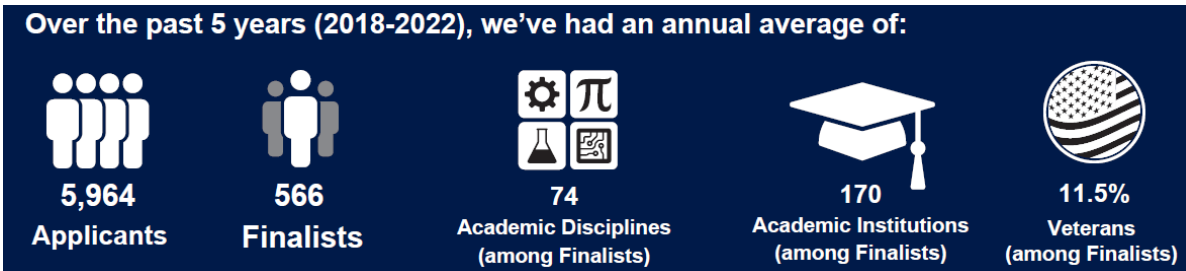 Over the past 5 years (2018-2022), we’ve had an annual average of:
π
5,964
Applicants
566
Finalists
74
Academic Disciplines
(among Finalists)
170
Academic Institutions
(among Finalists)
11.5%
Veterans
(among Finalists)